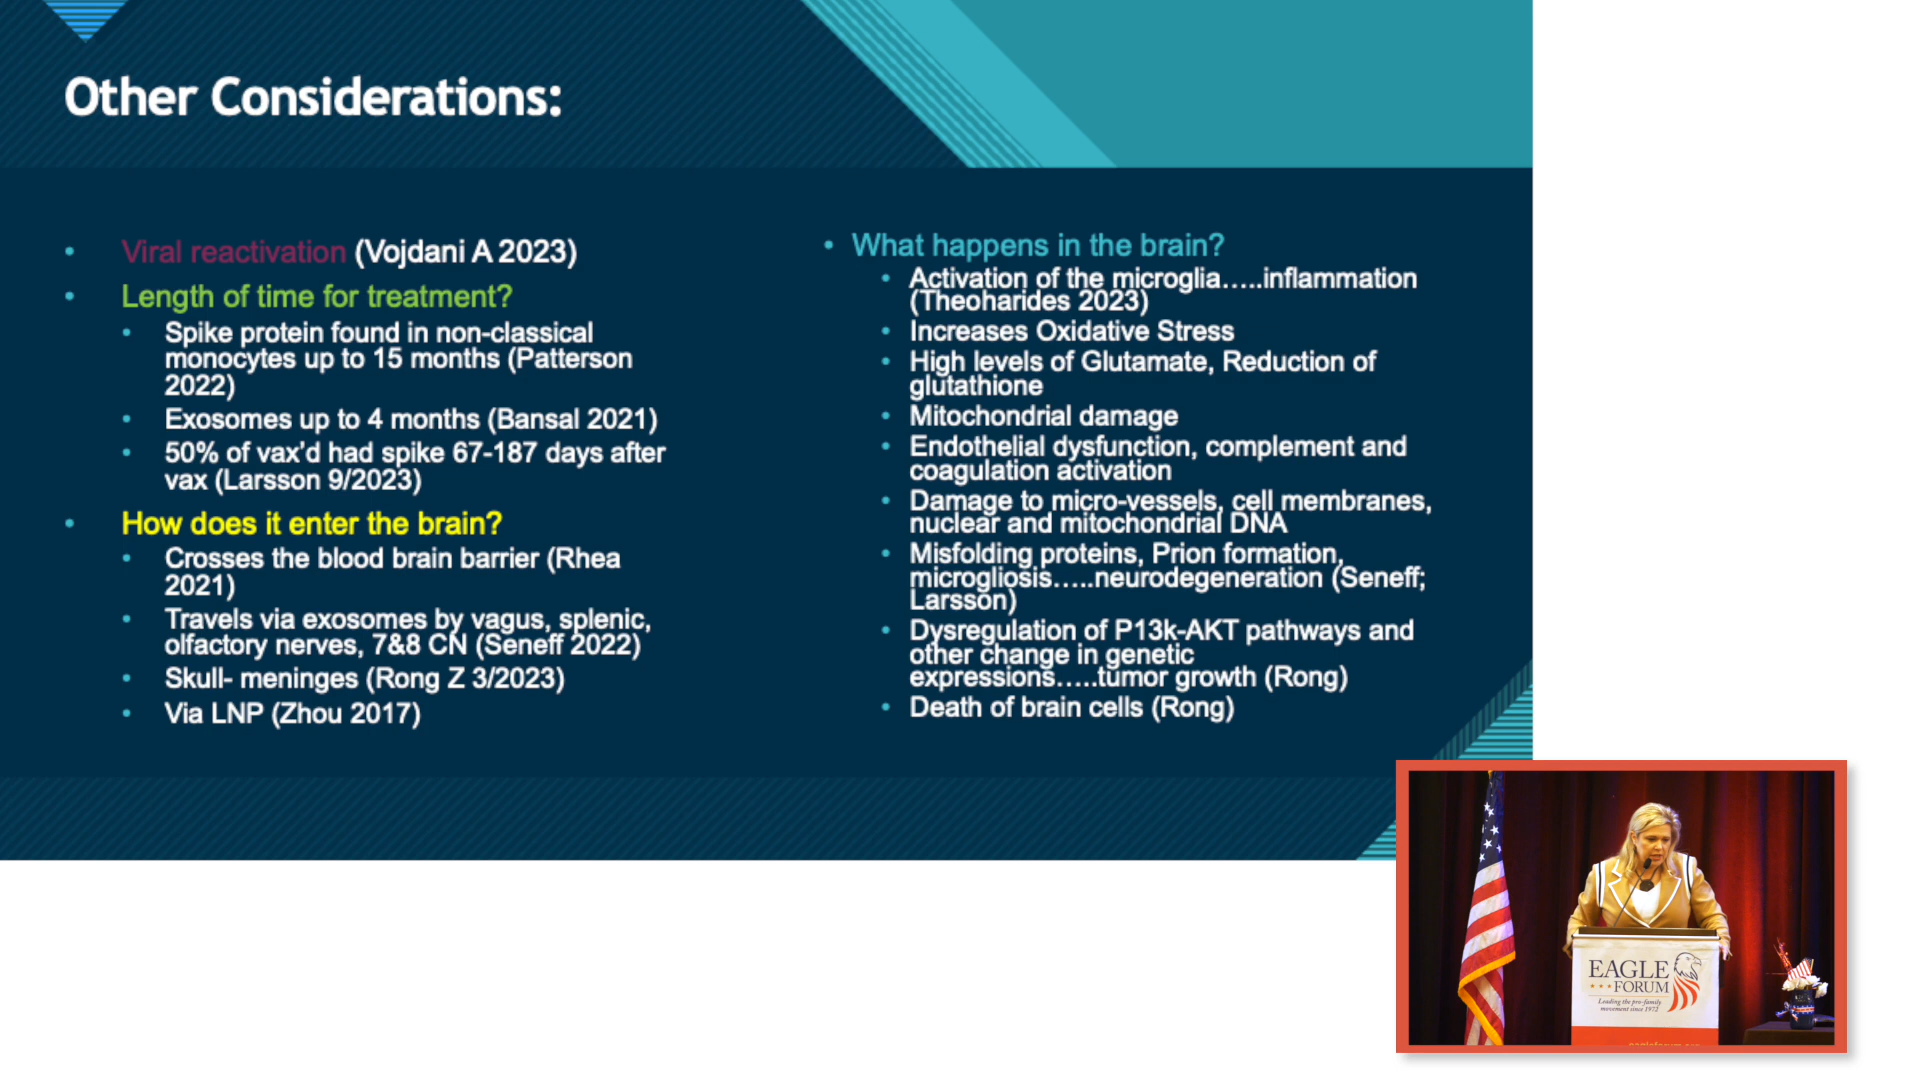 Other Considerations:
• Viral reactivation (Vojdani A 2023)
• Length of time for treatment?
• Spike protein found in non-classical
monocytes up to 15 months (Patterson
2022)
• Exosomes up to 4 months (Bansal 2021)
• 50% of vax'd had spike 67-187 days after
vax (Larsson 9/2023)
• How does it enter the brain?
• Crosses the blood brain barrier (Rhea
2021)
• Travels via exosomes by vagus, splenic,
olfactory nerves, 7&8 CN (Seneff 2022)
• Skull- meninges (Rong Z 3/2023)
• Via LNP (Zhou 2017)
• What happens in the brain?
• Activation of the microglia…..inflammation
(Theoharides 2023)
• Increases Oxidative Stress
• High levels of Glutamate, Reduction of
glutathione
• Mitochondrial damage
• Endothelial dysfunction, complement and
coagulation activation
• Damage to micro-vessels, cell membranes,
nuclear and mitochondrial DNA
• Misfolding proteins, Prion formation,
microgliosis…..neurodegeneration (Seneff;
Larsson)
• Dysregulation of P13k-AKT pathways and
other change in genetic
expressions…..tumor growth (Rong)
• Death of brain cells (Rong)
EAGLE
FORUM
Leading the pro-family
movement since 1972